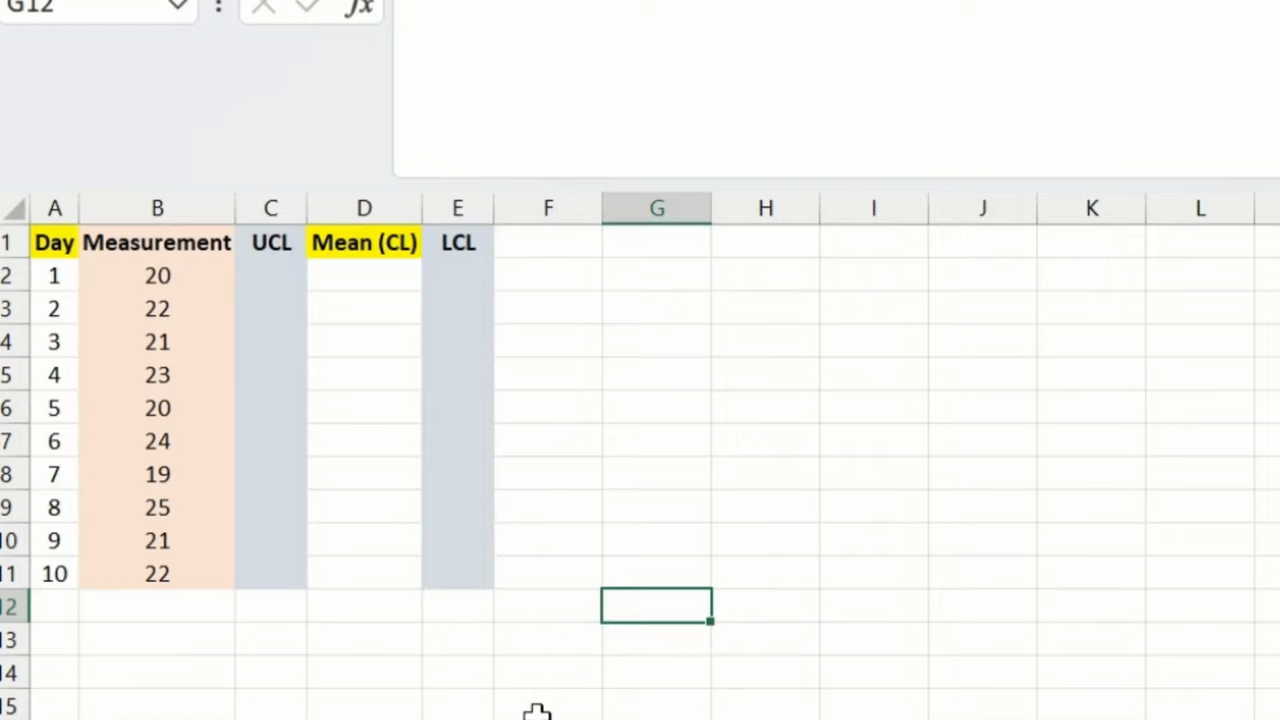 G12 fx
A B C D E F G H I J K L
1 Day Measurement UCL Mean (CL) LCL
2 1 20
3 2 22
4 3 21
5 4 23
6 5 20
7 6 24
8 7 19
9 8 25
10 9 21
11 10 22
12
13
14
15